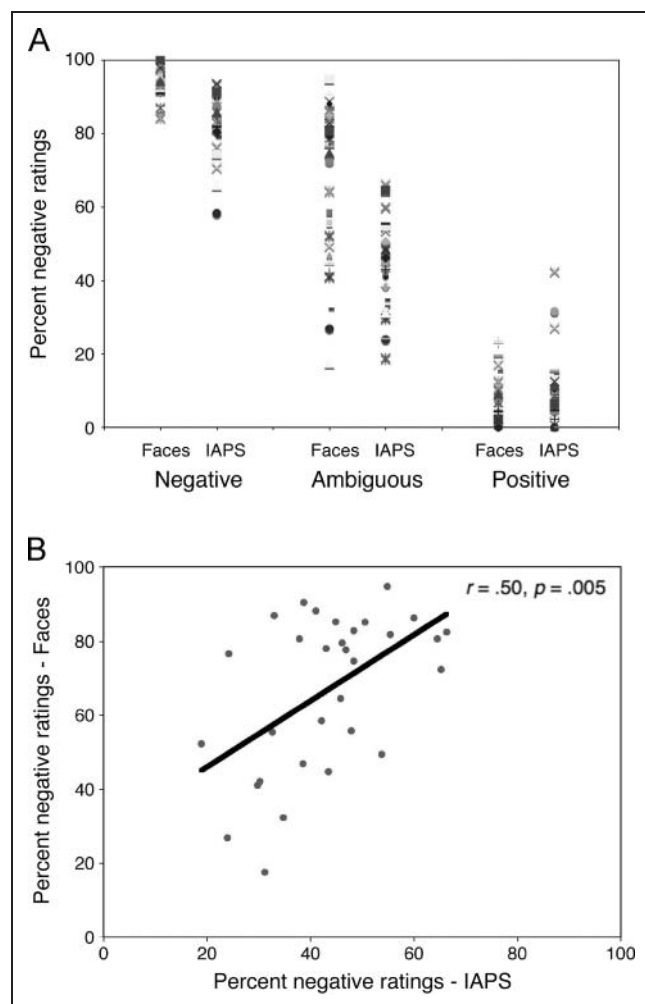 A
Percent negative ratings
100
80
60
40
20
0
Faces IAPS Faces IAPS Faces IAPS
Negative Ambiguous Positive
B
Percent negative ratings - Faces
100
80
60
40
20
0
r = .50, p = .005
0 20 40 60 80 100
Percent negative ratings - IAPS